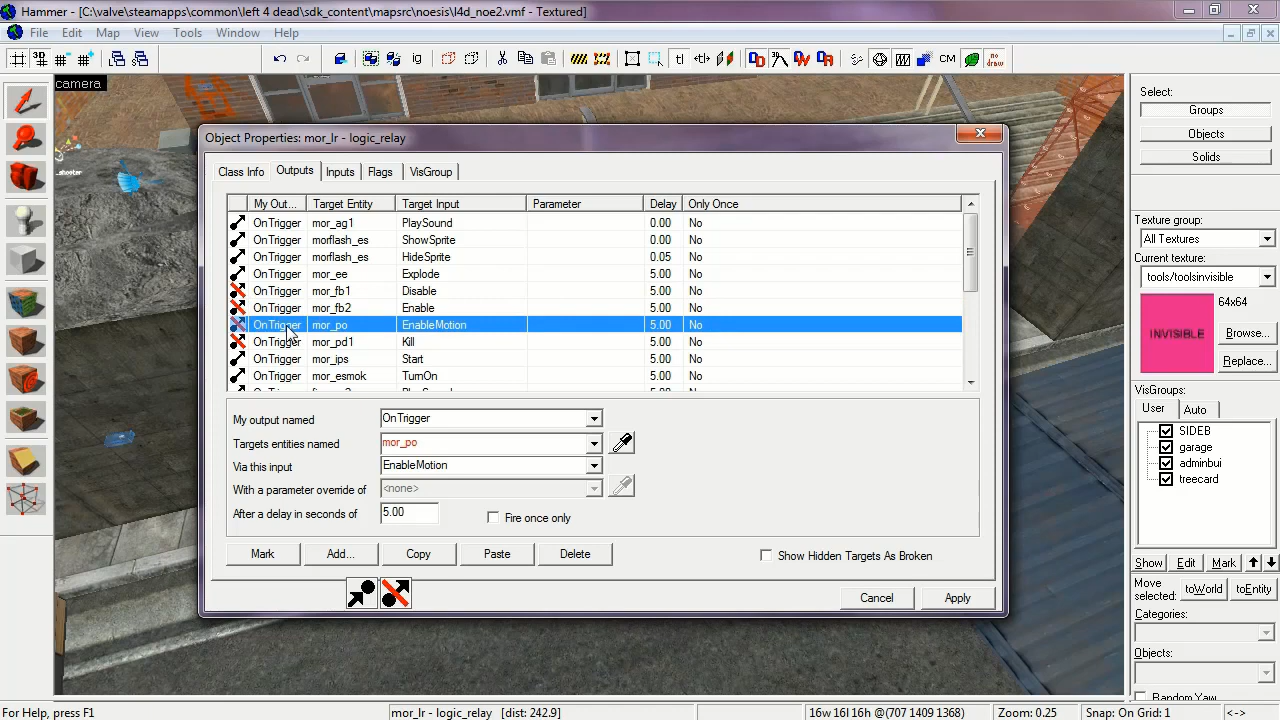 Hammer - [C:\valve\steamapps\common\left 4 dead\sdk_content\mapsrc\noesis\l4d_noe2.vmf - Textured]
File Edit Map View Tools Window Help
3D
ig
tl
CM
no draw
camera
_shooter
Object Properties: mor_lr - logic_relay
Class Info Outputs Inputs Flags VisGroup
My Out... Target Entity Target Input Parameter Delay Only Once
OnTrigger mor_ag1 PlaySound 0.00 No
OnTrigger morflash_es ShowSprite 0.00 No
OnTrigger morflash_es HideSprite 0.05 No
OnTrigger mor_ee Explode 5.00 No
OnTrigger mor_fb1 Disable 5.00 No
OnTrigger mor_fb2 Enable 5.00 No
OnTrigger mor_po EnableMotion 5.00 No
OnTrigger mor_pd1 Kill 5.00 No
OnTrigger mor_ips Start 5.00 No
OnTrigger mor_esmok TurnOn 5.00 No
My output named OnTrigger
Targets entities named mor_po
Via this input EnableMotion
With a parameter override of <none>
After a delay in seconds of 5.00 Fire once only
Mark Add... Copy Paste Delete Show Hidden Targets As Broken
Cancel Apply
Select:
Groups
Objects
Solids
Texture group:
All Textures
Current texture:
tools/toolsinvisible
INVISIBLE
64x64
Browse...
Replace...
VisGroups:
User Auto
SIDEB
garage
adminbui
treecard
Show Edit Mark
Move selected: toWorld toEntity
Categories:
Objects:
Random Yaw
For Help, press F1 mor_lr - logic_relay [dist: 242.9] 16w 16l 16h @(707 1409 1368) Zoom: 0.25 Snap: On Grid: 1 <->